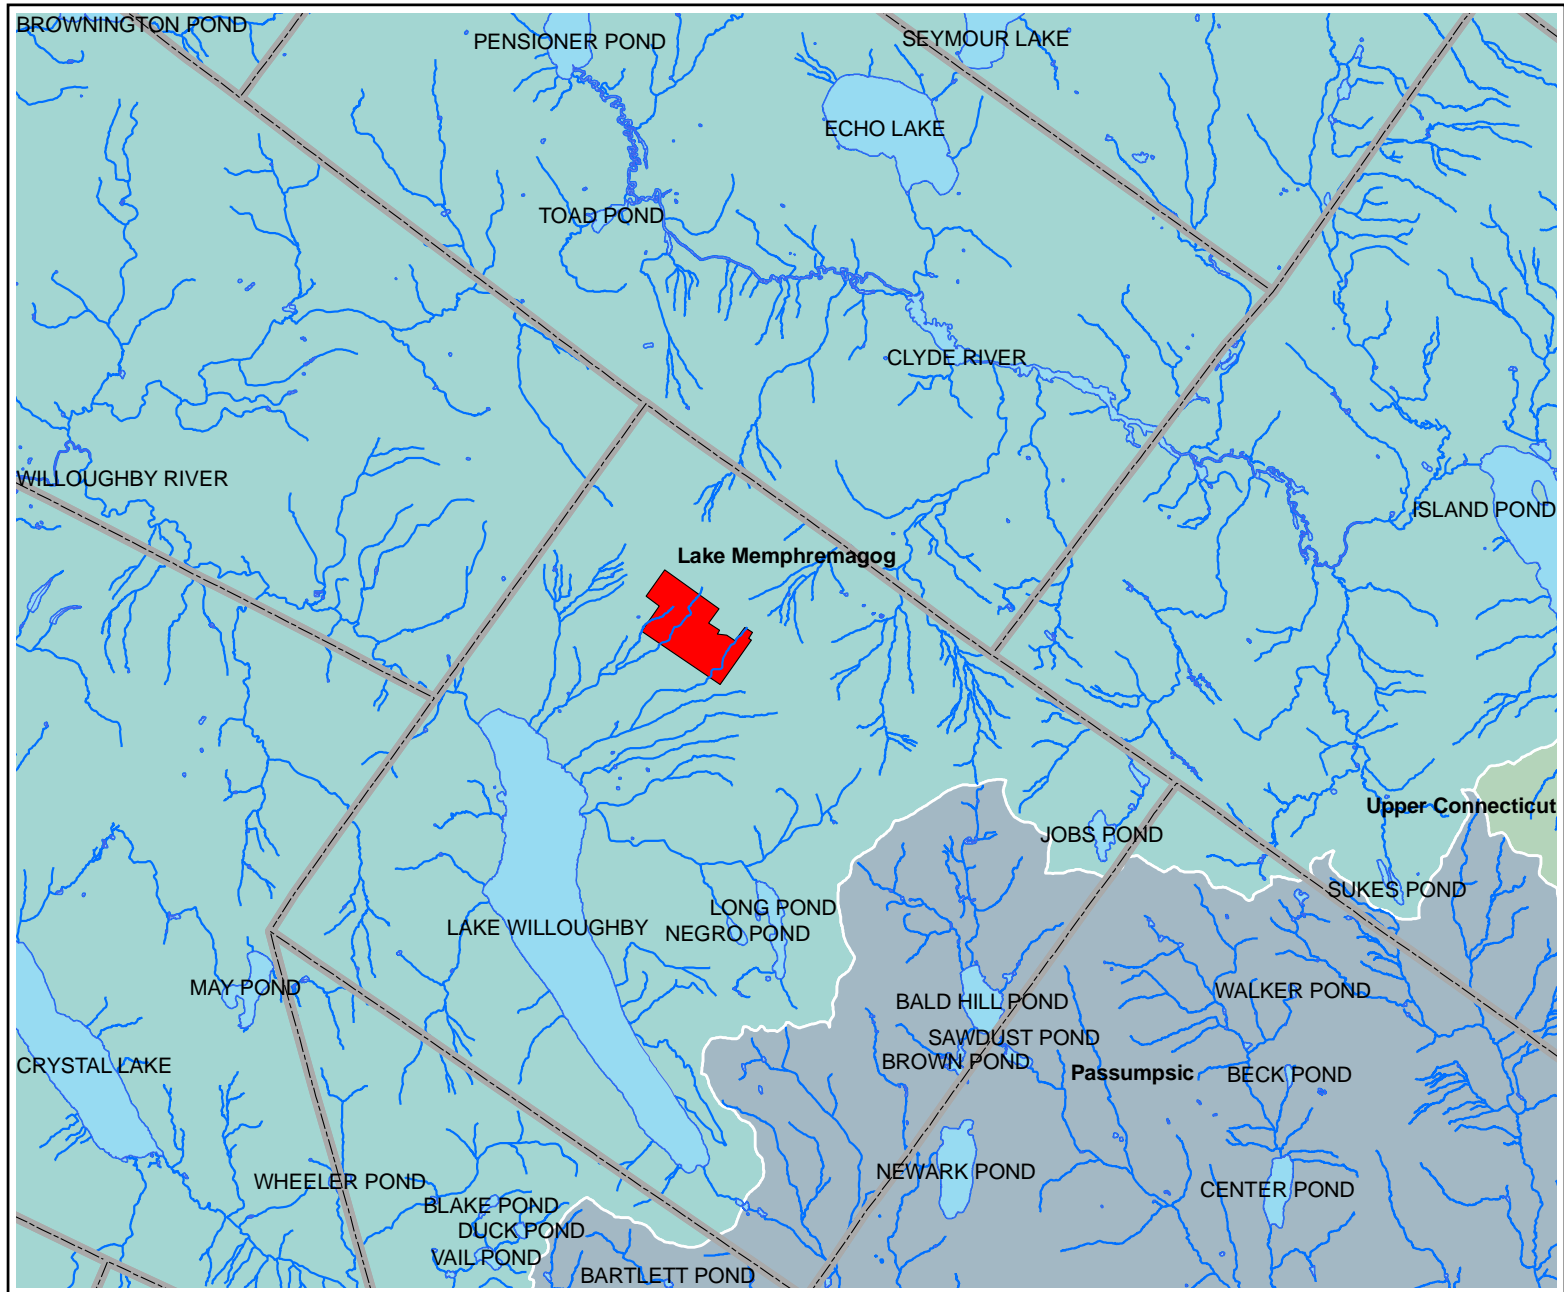 BROWNINGTON POND
PENSIONER POND
SEYMOUR LAKE
ECHO LAKE
TOAD POND
CLYDE RIVER
WILLOUGHBY RIVER
ISLAND POND
Lake Memphremagog
Upper Connecticut
JOBS POND
SUKES POND
LONG POND
LAKE WILLOUGHBY
NEGRO POND
MAY POND
WALKER POND
BALD HILL POND
SAWDUST POND
BROWN POND
CRYSTAL LAKE
Passumpsic
BECK POND
NEWARK POND
WHEELER POND
CENTER POND
BLAKE POND
DUCK POND
VAIL POND
BARTLETT POND